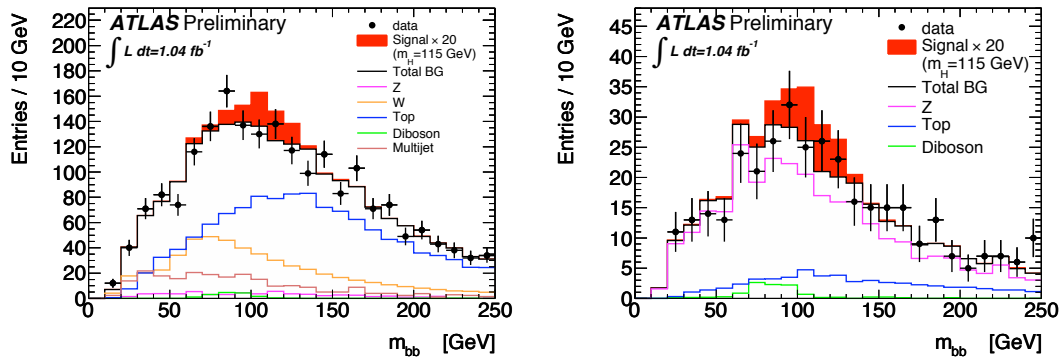 ATLAS Preliminary
∫ L dt=1.04 fb⁻¹
data
Signal × 20
(m_H=115 GeV)
Total BG
Z
W
Top
Diboson
Multijet
Entries / 10 GeV
220
200
180
160
140
120
100
80
60
40
20
0
0 50 100 150 200 250
m_bb [GeV]
ATLAS Preliminary
∫ L dt=1.04 fb⁻¹
data
Signal × 20
(m_H=115 GeV)
Total BG
Z
Top
Diboson
Entries / 10 GeV
45
40
35
30
25
20
15
10
5
0
0 50 100 150 200 250
m_bb [GeV]